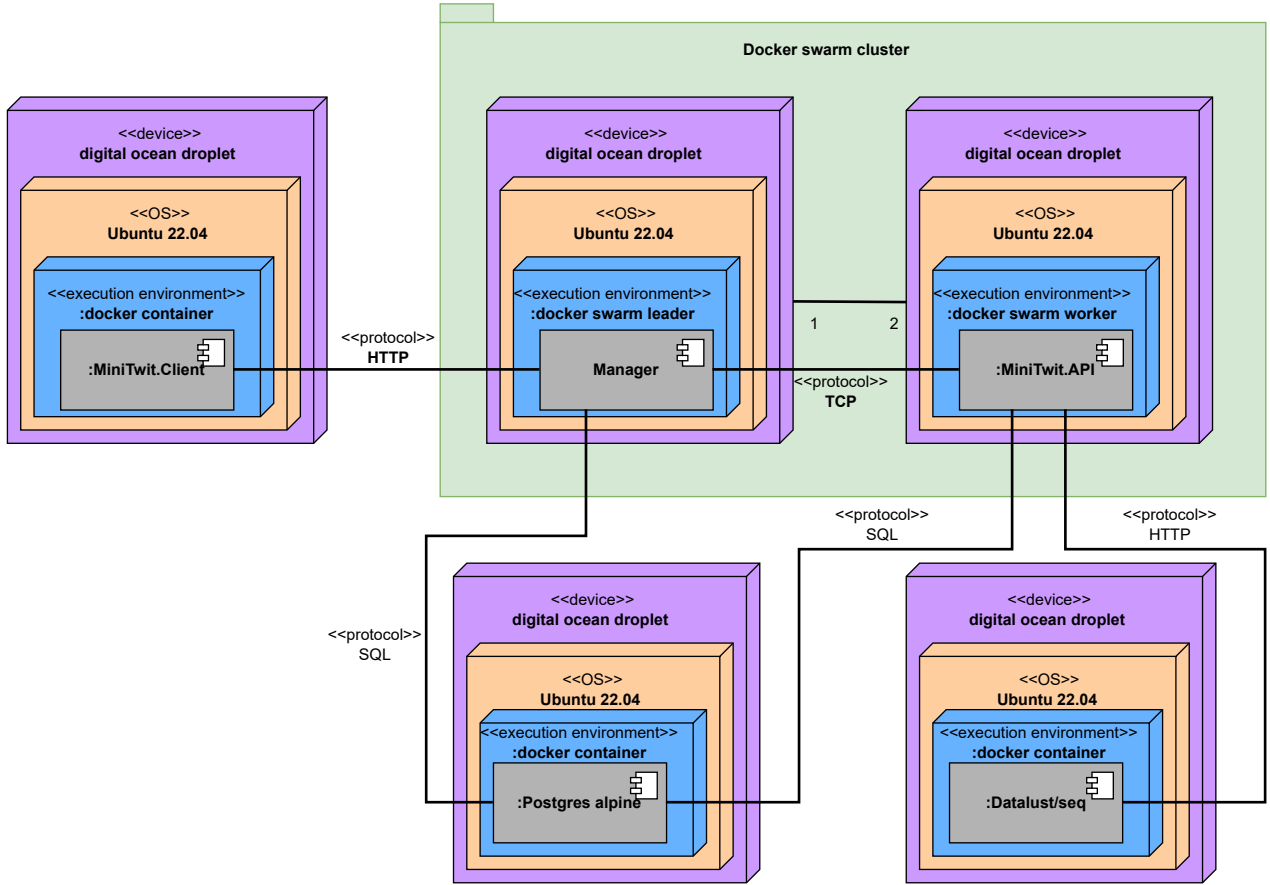 Docker swarm cluster
<<device>>
digital ocean droplet
<<OS>>
Ubuntu 22.04
<<execution environment>>
:docker container
:MiniTwit.Client
<<protocol>>
HTTP
<<device>>
digital ocean droplet
<<OS>>
Ubuntu 22.04
<<execution environment>>
:docker swarm leader
Manager
1
2
<<protocol>>
TCP
<<device>>
digital ocean droplet
<<OS>>
Ubuntu 22.04
<<execution environment>>
:docker swarm worker
:MiniTwit.API
<<protocol>>
SQL
<<protocol>>
HTTP
<<protocol>>
SQL
<<device>>
digital ocean droplet
<<OS>>
Ubuntu 22.04
<<execution environment>>
:docker container
:Postgres alpine
<<device>>
digital ocean droplet
<<OS>>
Ubuntu 22.04
<<execution environment>>
:docker container
:Datalust/seq